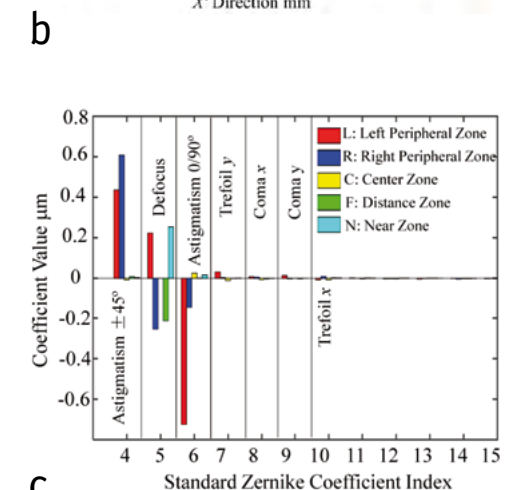 X' Direction mm
b
0.8
0.6
0.4
0.2
0
-0.2
-0.4
-0.6
Coefficient Value μm
Astigmatism ±45°
Defocus
Astigmatism 0/90°
Trefoil y
Coma x
Coma y
Trefoil x
L: Left Peripheral Zone
R: Right Peripheral Zone
C: Center Zone
F: Distance Zone
N: Near Zone
4 5 6 7 8 9 10 11 12 13 14 15
Standard Zernike Coefficient Index
c